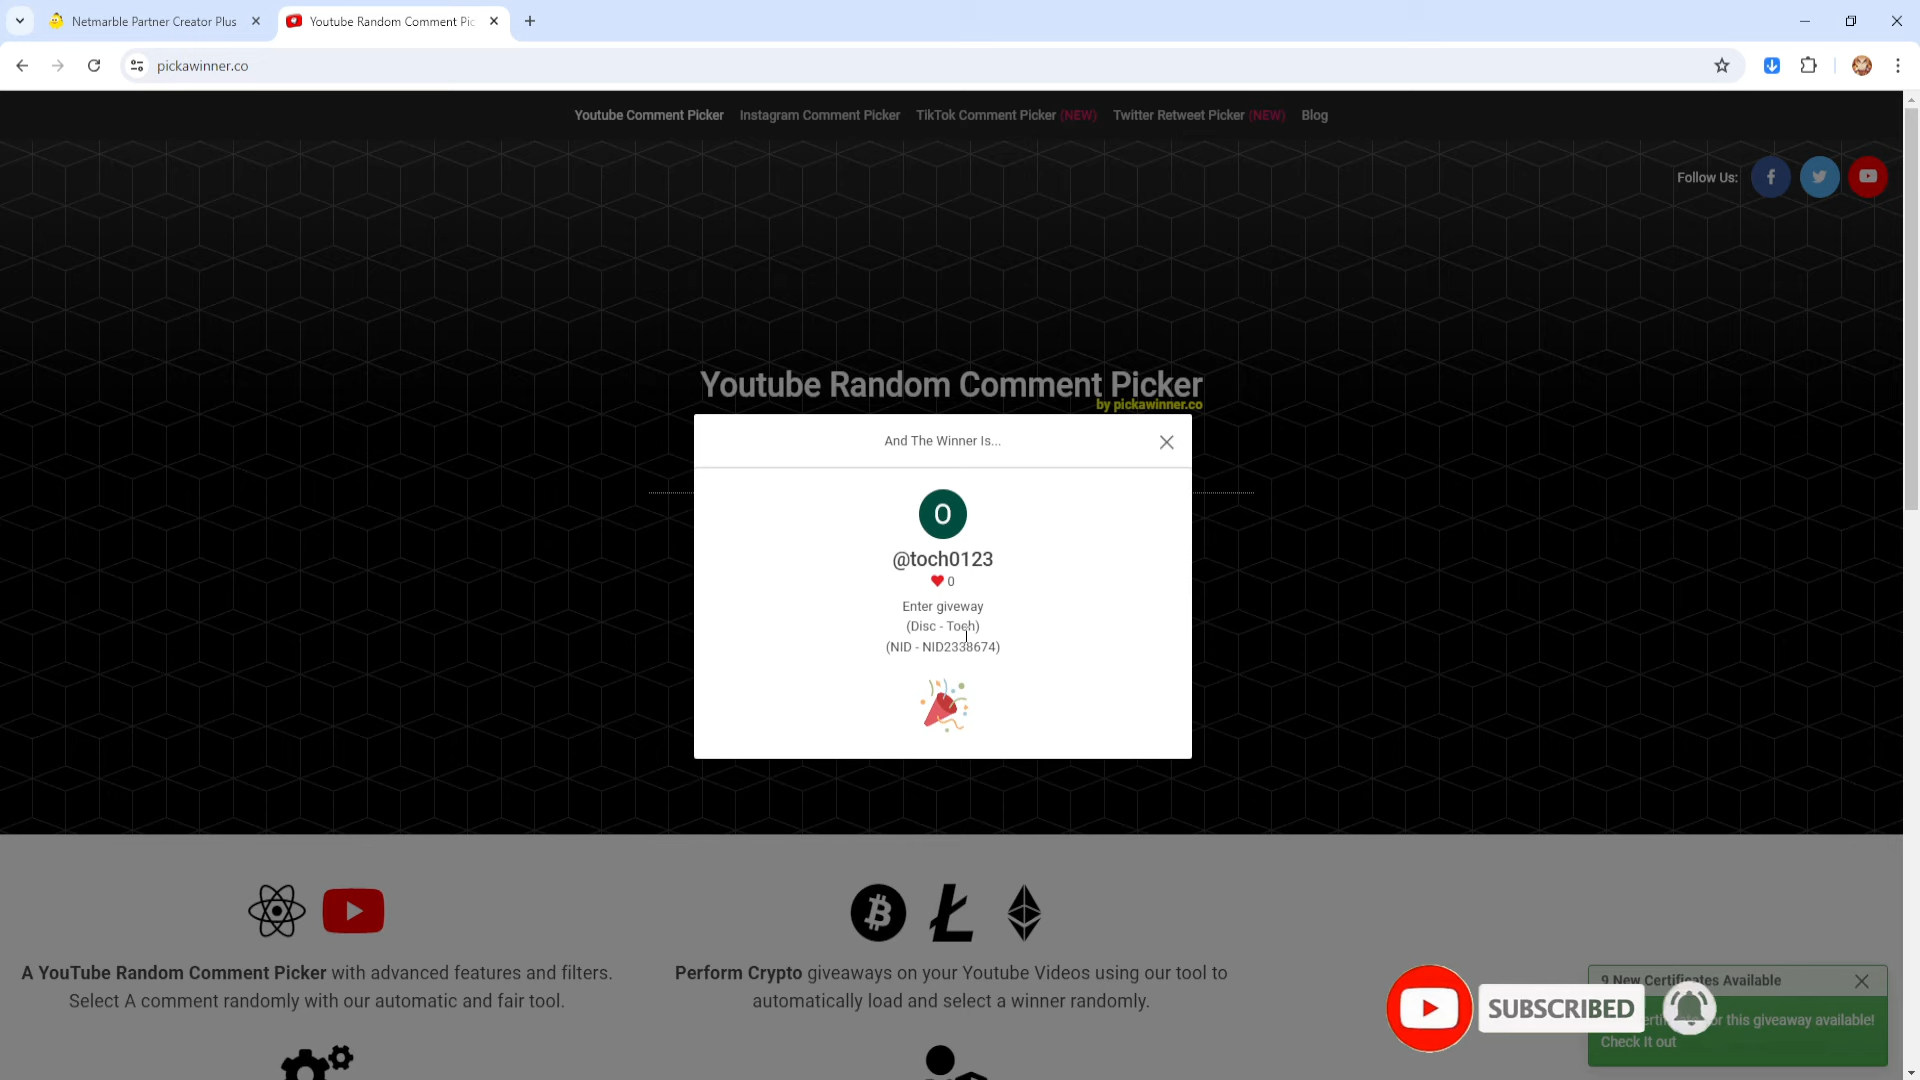 Netmarble Partner Creator Plus
Youtube Random Comment Pic
pickawinner.co
Youtube Comment Picker Instagram Comment Picker TikTok Comment Picker (NEW) Twitter Retweet Picker (NEW) Blog
Follow Us:
Youtube Random Comment Picker
by pickawinner.co
And The Winner Is...
O
@toch0123
0
Enter giveway
(Disc - Toch)
(NID - NID2338674)
A YouTube Random Comment Picker with advanced features and filters.
Select A comment randomly with our automatic and fair tool.
Perform Crypto giveaways on your Youtube Videos using our tool to
automatically load and select a winner randomly.
9 New Certificates Available
SUBSCRIBED
for this giveaway available!
Check It out